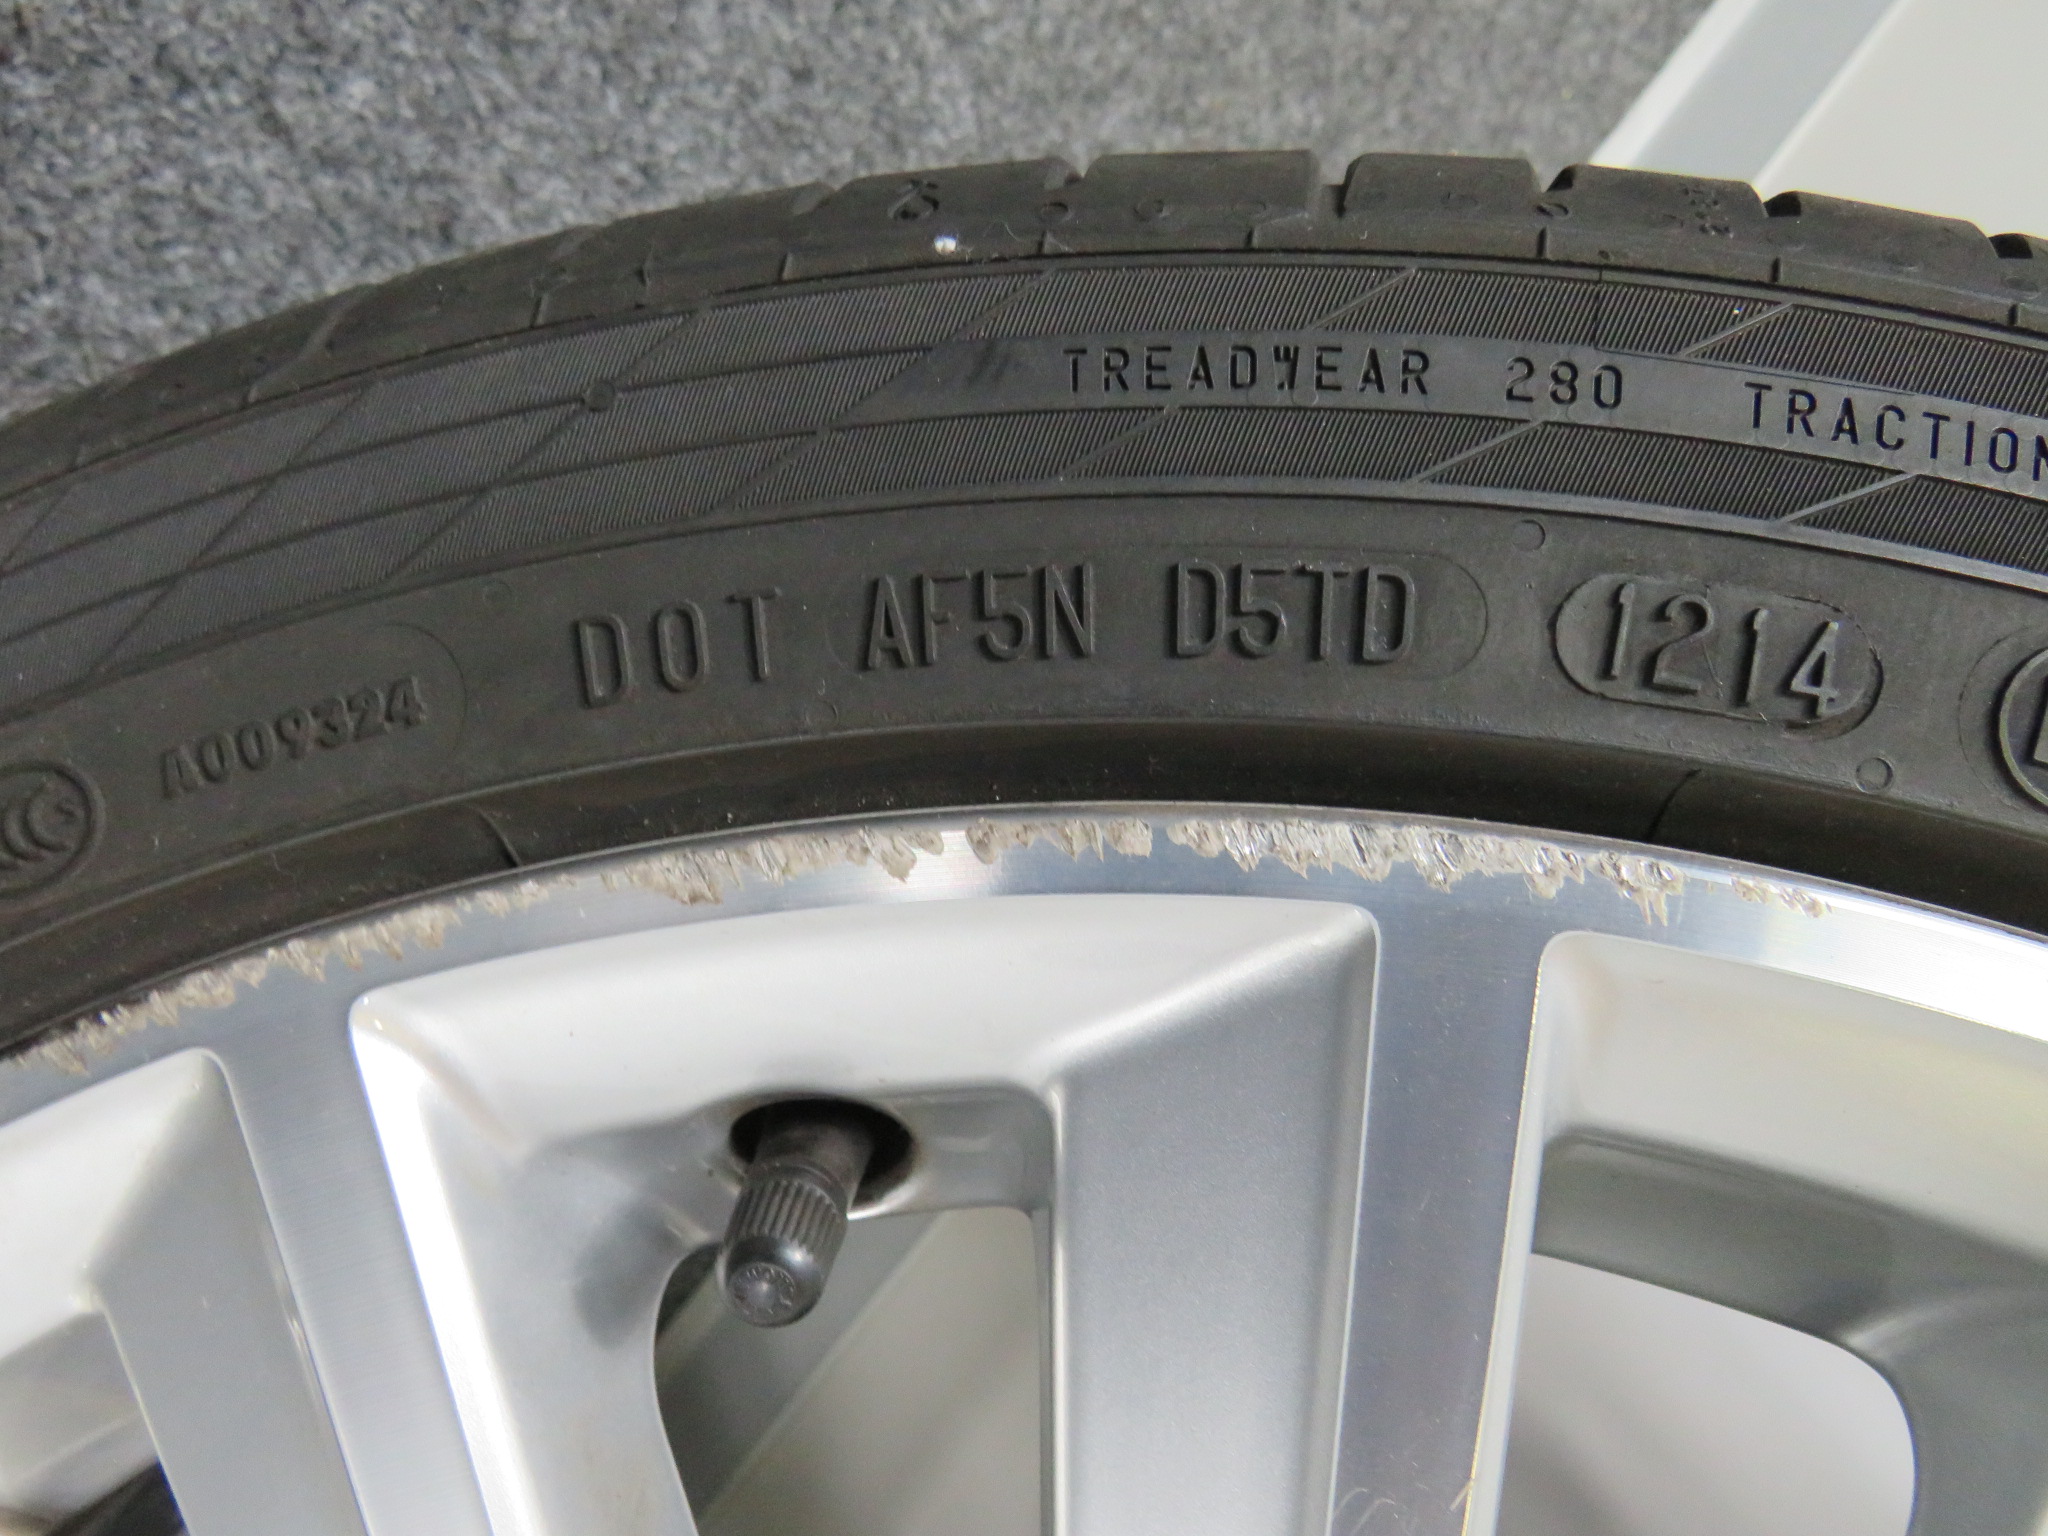 TREADWEAR 280 TRACTION
DOT AF5N D5TD 1214
A009324